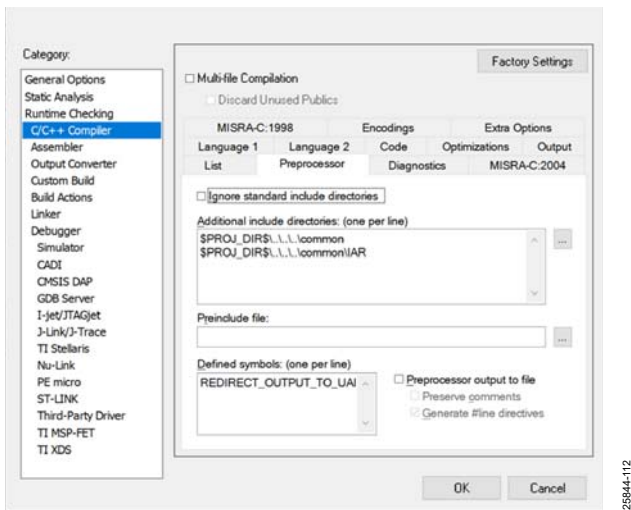 Category:
General Options
Static Analysis
Runtime Checking
C/C++ Compiler
Assembler
Output Converter
Custom Build
Build Actions
Linker
Debugger
Simulator
CADI
CMSIS DAP
GDB Server
I-jet/JTAGjet
J-Link/J-Trace
TI Stellaris
Nu-Link
PE micro
ST-LINK
Third-Party Driver
TI MSP-FET
TI XDS
Factory Settings
Multi-file Compilation
Discard Unused Publics
MISRA-C:1998 Encodings Extra Options
Language 1 Language 2 Code Optimizations Output
List Preprocessor Diagnostics MISRA-C:2004
Ignore standard include directories
Additional include directories: (one per line)
$PROJ_DIR$\..\..\..\common
$PROJ_DIR$\..\..\..\common\IAR
...
Preinclude file:
...
Defined symbols: (one per line)
REDIRECT_OUTPUT_TO_UAI
Preprocessor output to file
Preserve comments
Generate #line directives
OK Cancel
25844-112